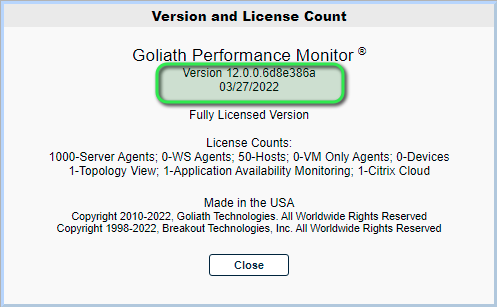 Version and License Count
Goliath Performance Monitor ®
Version 12.0.0.6d8e386a
03/27/2022
Fully Licensed Version
License Counts:
1000-Server Agents; 0-WS Agents; 50-Hosts; 0-VM Only Agents; 0-Devices
1-Topology View; 1-Application Availability Monitoring; 1-Citrix Cloud
Made in the USA
Copyright 2010-2022, Goliath Technologies. All Worldwide Rights Reserved
Copyright 1998-2022, Breakout Technologies, Inc. All Worldwide Rights Reserved
Close